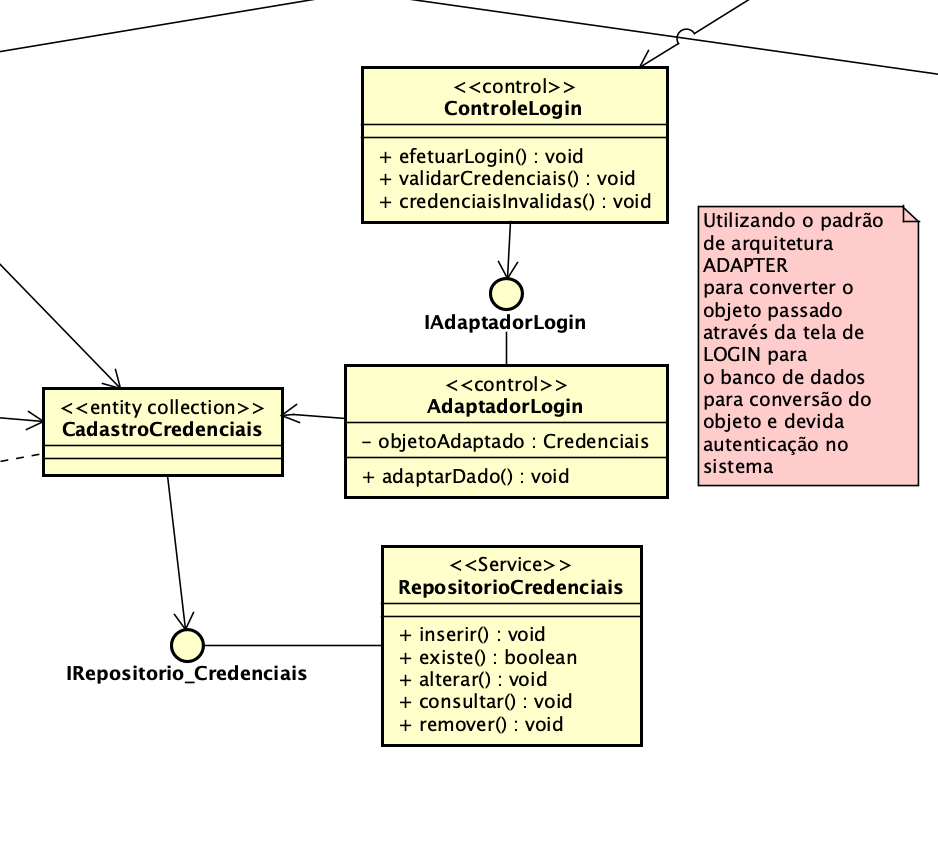 <<control>>
ControleLogin
+ efetuarLogin() : void
+ validarCredenciais() : void
+ credenciaisInvalidas() : void
Utilizando o padrão
de arquitetura
ADAPTER
para converter o
objeto passado
através da tela de
LOGIN para
o banco de dados
para conversão do
objeto e devida
autenticação no
sistema
IAdaptadorLogin
<<control>>
AdaptadorLogin
- objetoAdaptado : Credenciais
+ adaptarDado() : void
<<entity collection>>
CadastroCredenciais
<<Service>>
RepositorioCredenciais
+ inserir() : void
+ existe() : boolean
+ alterar() : void
+ consultar() : void
+ remover() : void
IRepositorio_Credenciais